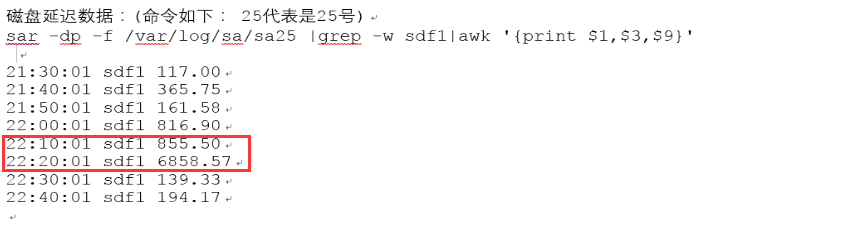 磁盘延迟数据：(命令如下： 25代表是25号)
sar -dp -f /var/log/sa/sa25 |grep -w sdf1|awk '{print $1,$3,$9}'
21:30:01 sdf1 117.00
21:40:01 sdf1 365.75
21:50:01 sdf1 161.58
22:00:01 sdf1 816.90
22:10:01 sdf1 855.50
22:20:01 sdf1 6858.57
22:30:01 sdf1 139.33
22:40:01 sdf1 194.17